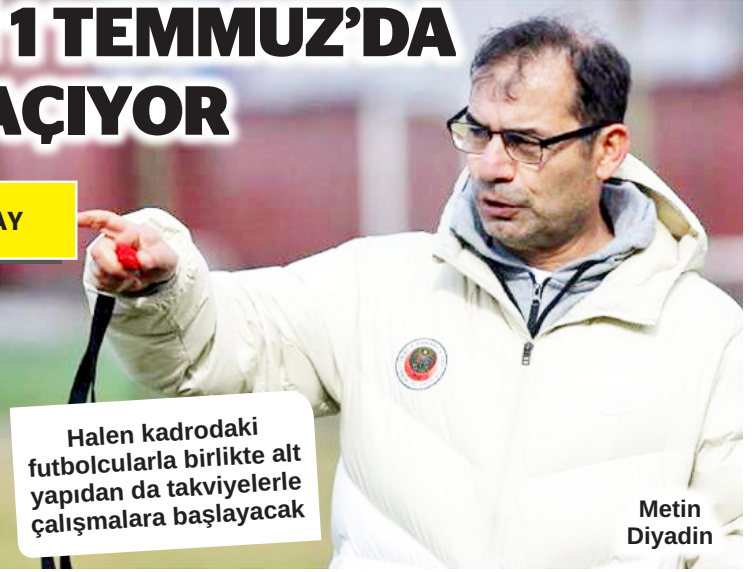 1 TEMMUZ’DA
AÇIYOR
AY
Halen kadrodaki
futbolcularla birlikte alt
yapıdan da takviyelerle
çalışmalara başlayacak
Metin
Diyadin